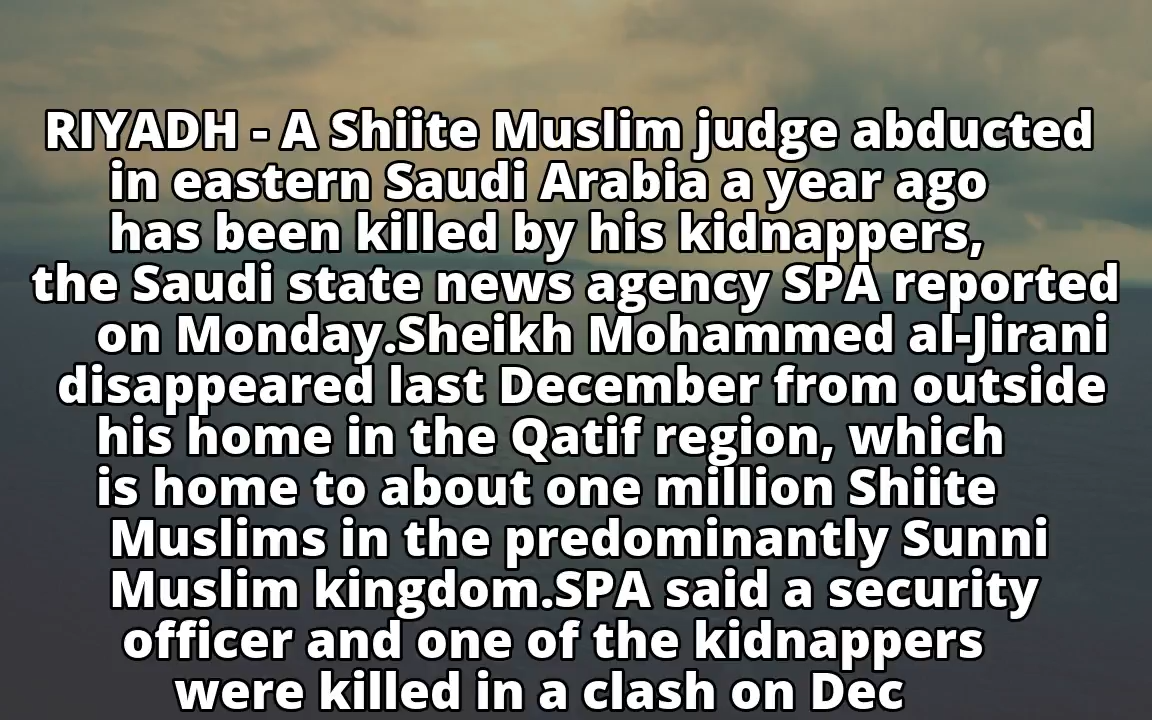 RIYADH - A Shiite Muslim judge abducted
in eastern Saudi Arabia a year ago
has been killed by his kidnappers,
the Saudi state news agency SPA reported
on Monday.Sheikh Mohammed al-Jirani
disappeared last December from outside
his home in the Qatif region, which
is home to about one million Shiite
Muslims in the predominantly Sunni
Muslim kingdom.SPA said a security
officer and one of the kidnappers
were killed in a clash on Dec